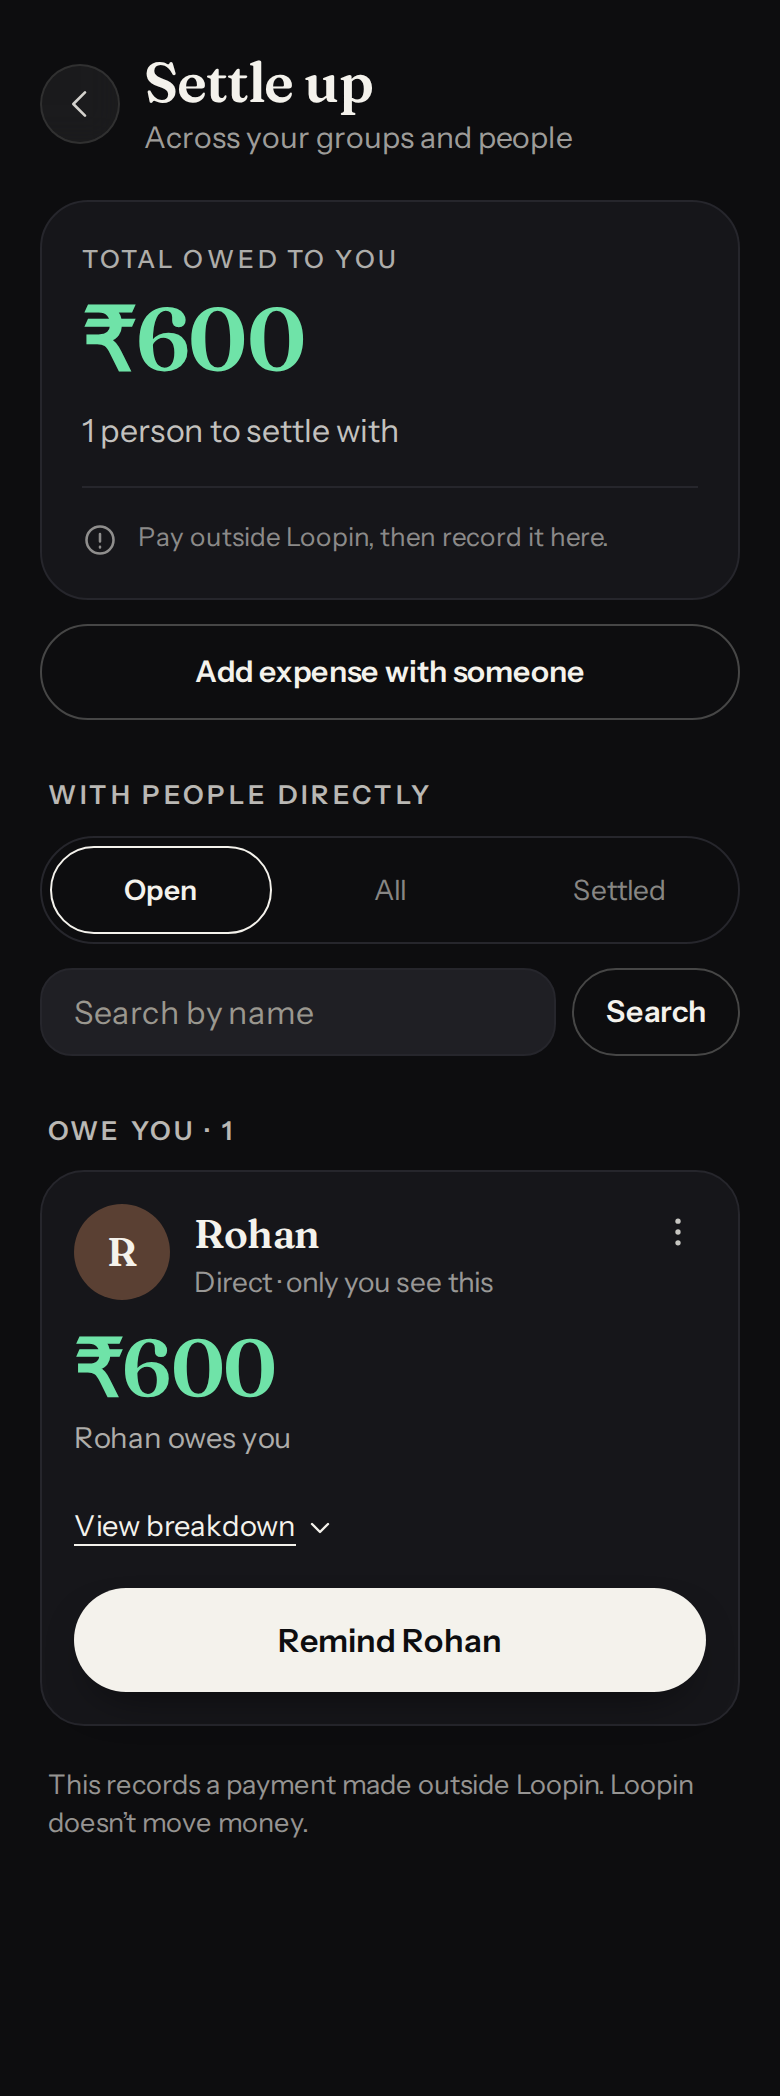 Settle up
Across your groups and people
TOTAL OWED TO YOU
₹600
1 person to settle with
Pay outside Loopin, then record it here.
Add expense with someone
WITH PEOPLE DIRECTLY
Open All Settled
Search by name Search
OWE YOU · 1
R
Rohan
Direct · only you see this
₹600
Rohan owes you
View breakdown
Remind Rohan
This records a payment made outside Loopin. Loopin
doesn’t move money.